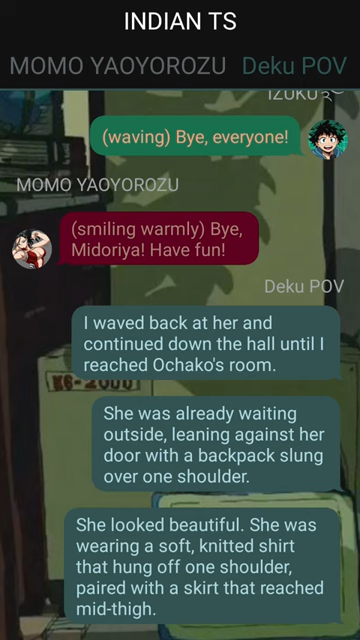 INDIAN TS
MOMO YAOYOROZU Deku POV
IZUKU
(waving) Bye, everyone!
MOMO YAOYOROZU
(smiling warmly) Bye,
Midoriya! Have fun!
Deku POV
I waved back at her and
continued down the hall until I
reached Ochako's room.
K6-2000
She was already waiting
outside, leaning against her
door with a backpack slung
over one shoulder.
She looked beautiful. She was
wearing a soft, knitted shirt
that hung off one shoulder,
paired with a skirt that reached
mid-thigh.